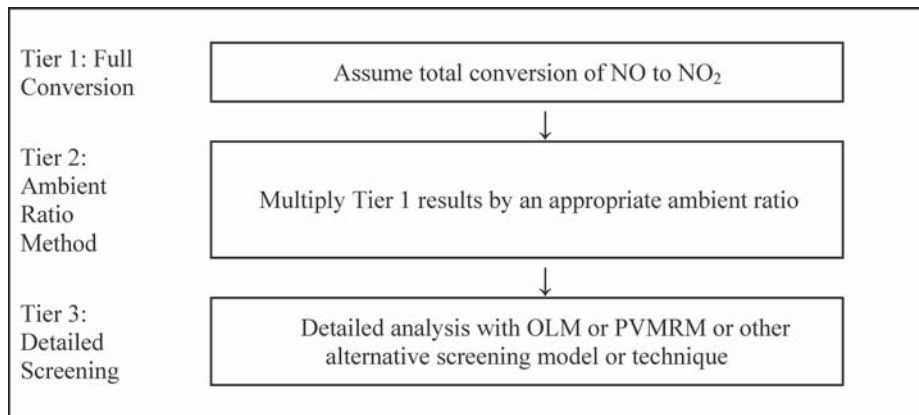 Tier 1: Full
Conversion
Assume total conversion of NO to NO₂
Tier 2:
Ambient
Ratio
Method
Multiply Tier 1 results by an appropriate ambient ratio
Tier 3:
Detailed
Screening
Detailed analysis with OLM or PVMRM or other
alternative screening model or technique